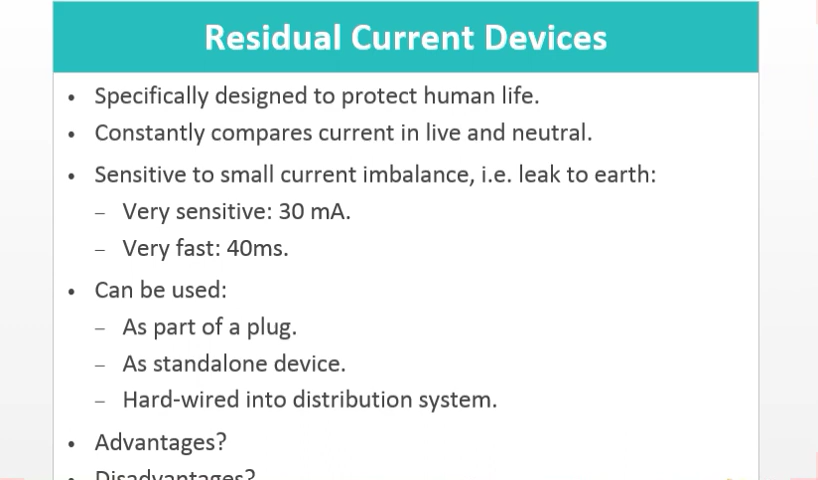 Residual Current Devices
• Specifically designed to protect human life.
• Constantly compares current in live and neutral.
• Sensitive to small current imbalance, i.e. leak to earth:
– Very sensitive: 30 mA.
– Very fast: 40ms.
• Can be used:
– As part of a plug.
– As standalone device.
– Hard-wired into distribution system.
• Advantages?
• Disadvantages?